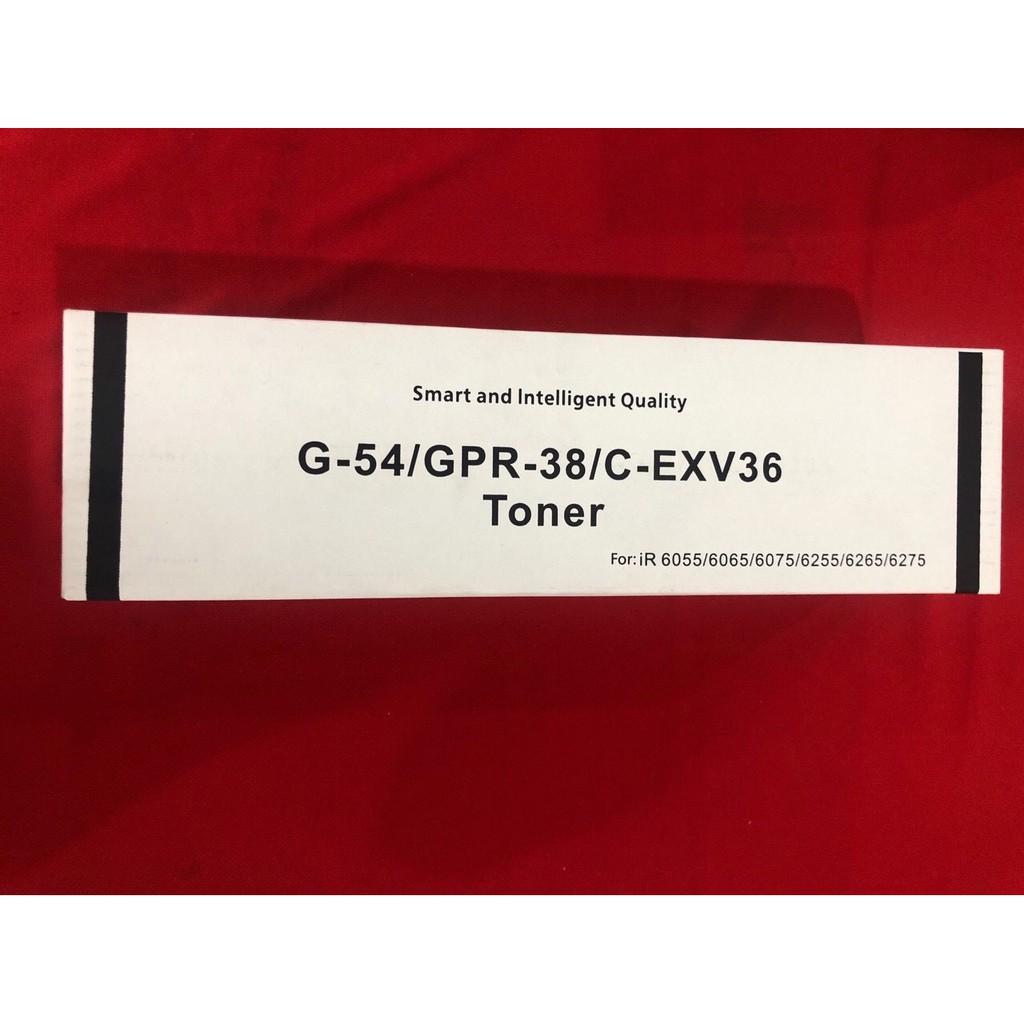 Smart and Intelligent Quality
G-54/GPR-38/C-EXV36
Toner
For: iR 6055/6065/6075/6255/6265/6275